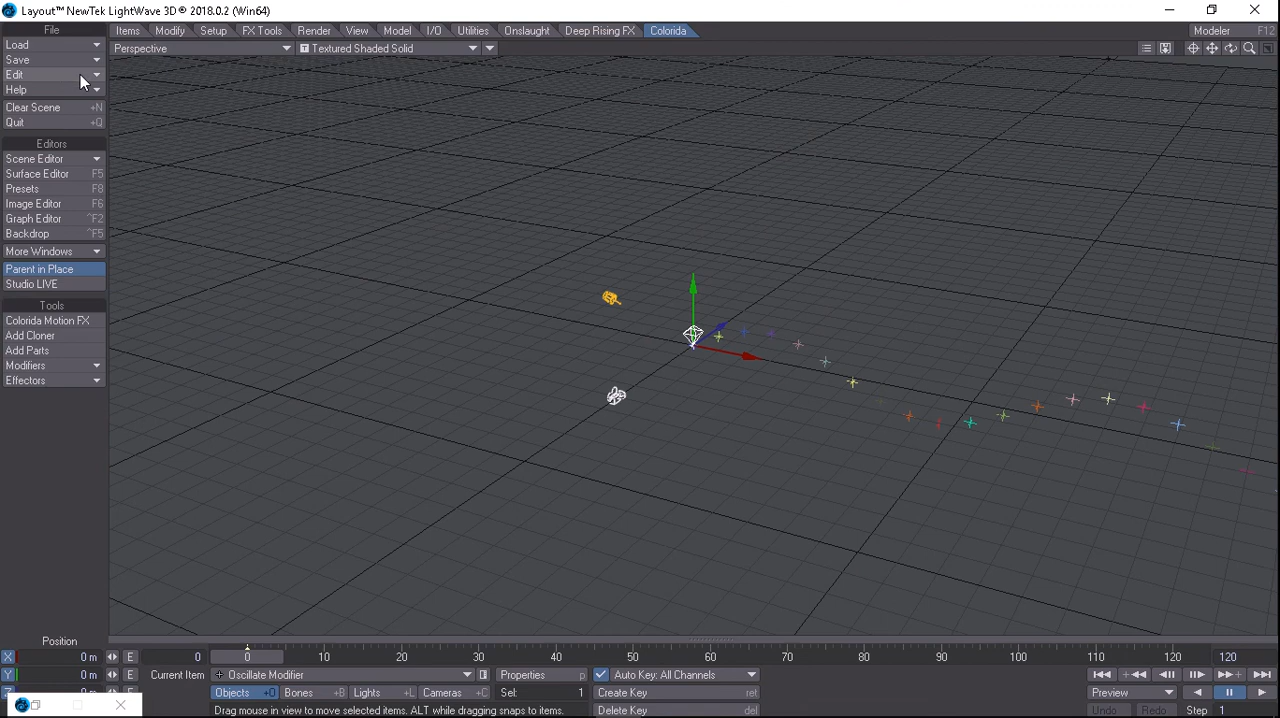 Layout™ NewTek LightWave 3D ® 2018.0.2 (Win64)
File Items Modify Setup FX Tools Render View Model I/O Utilities Onslaught Deep Rising FX Colorida Modeler F12
Load
Perspective Textured Shaded Solid
Save
Edit
Help
Clear Scene +N
Quit +Q
Editors
Scene Editor
Surface Editor F5
Presets F8
Image Editor F6
Graph Editor ^F2
Backdrop ^F5
More Windows
Parent in Place
Studio LIVE
Tools
Colorida Motion FX
Add Cloner
Add Parts
Modifiers
Effectors
Position
X 0 m E 0 0 10 20 30 40 50 60 70 80 90 100 110 120 120
Y 0 m E Current Item Oscillate Modifier Properties p Auto Key: All Channels
Z 0 m E Objects +O Bones +B Lights +L Cameras +C Sel: 1 Create Key ret Preview
Drag mouse in view to move selected items. ALT while dragging snaps to items. Delete Key del Undo Redo Step 1